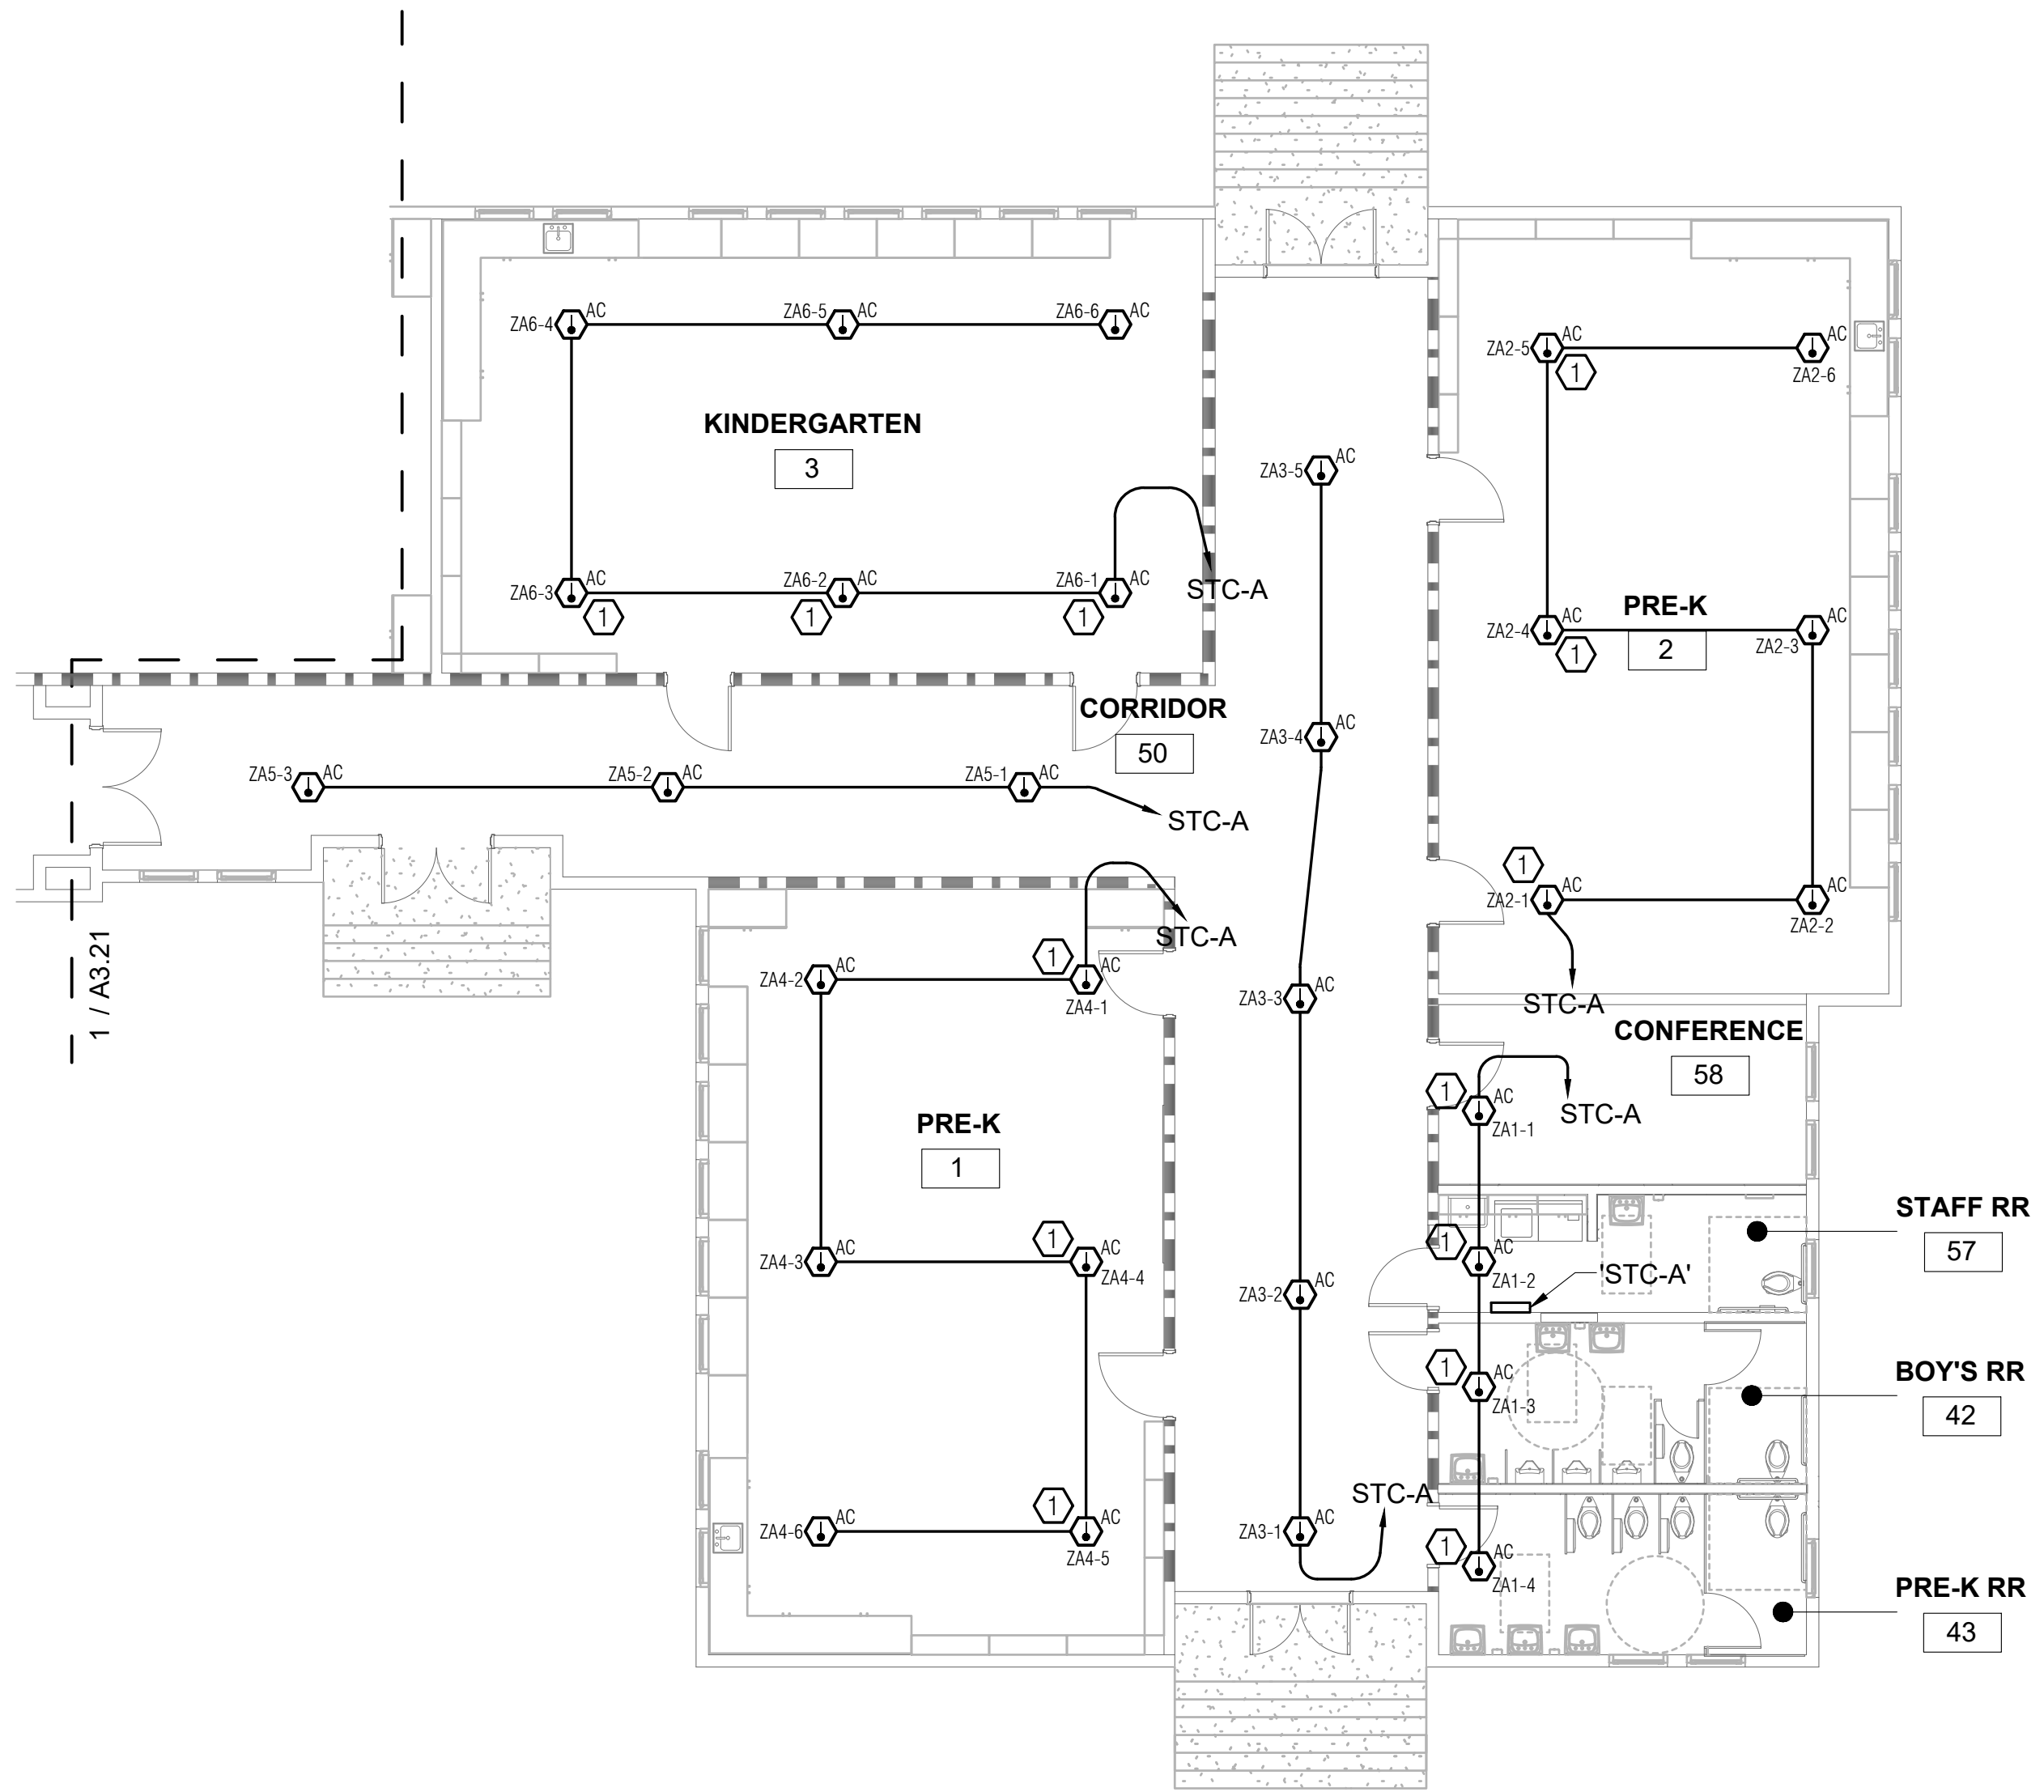 ZA6-4 AC
ZA6-5 AC
ZA6-6 AC
ZA2-5 AC
1
ZA2-6 AC
KINDERGARTEN
3
ZA3-5 AC
ZA6-3 AC
1
ZA6-2 AC
1
ZA6-1 AC
1
STC-A
PRE-K
2
ZA2-4 AC
1
ZA2-3 AC
CORRIDOR
50
ZA3-4 AC
ZA5-3 AC
ZA5-2 AC
ZA5-1 AC
STC-A
1
ZA2-1 AC
AC
ZA2-2
STC-A
1 / A3.21
STC-A
ZA4-2 AC
1
AC
ZA4-1
ZA3-3 AC
CONFERENCE
58
1
AC
ZA1-1
STC-A
PRE-K
1
STAFF RR
57
ZA4-3 AC
1
AC
ZA4-4
1
AC
ZA1-2
'STC-A'
ZA3-2 AC
BOY'S RR
42
1
AC
ZA1-3
STC-A
ZA4-6 AC
1
AC
ZA4-5
ZA3-1 AC
1
AC
ZA1-4
PRE-K RR
43